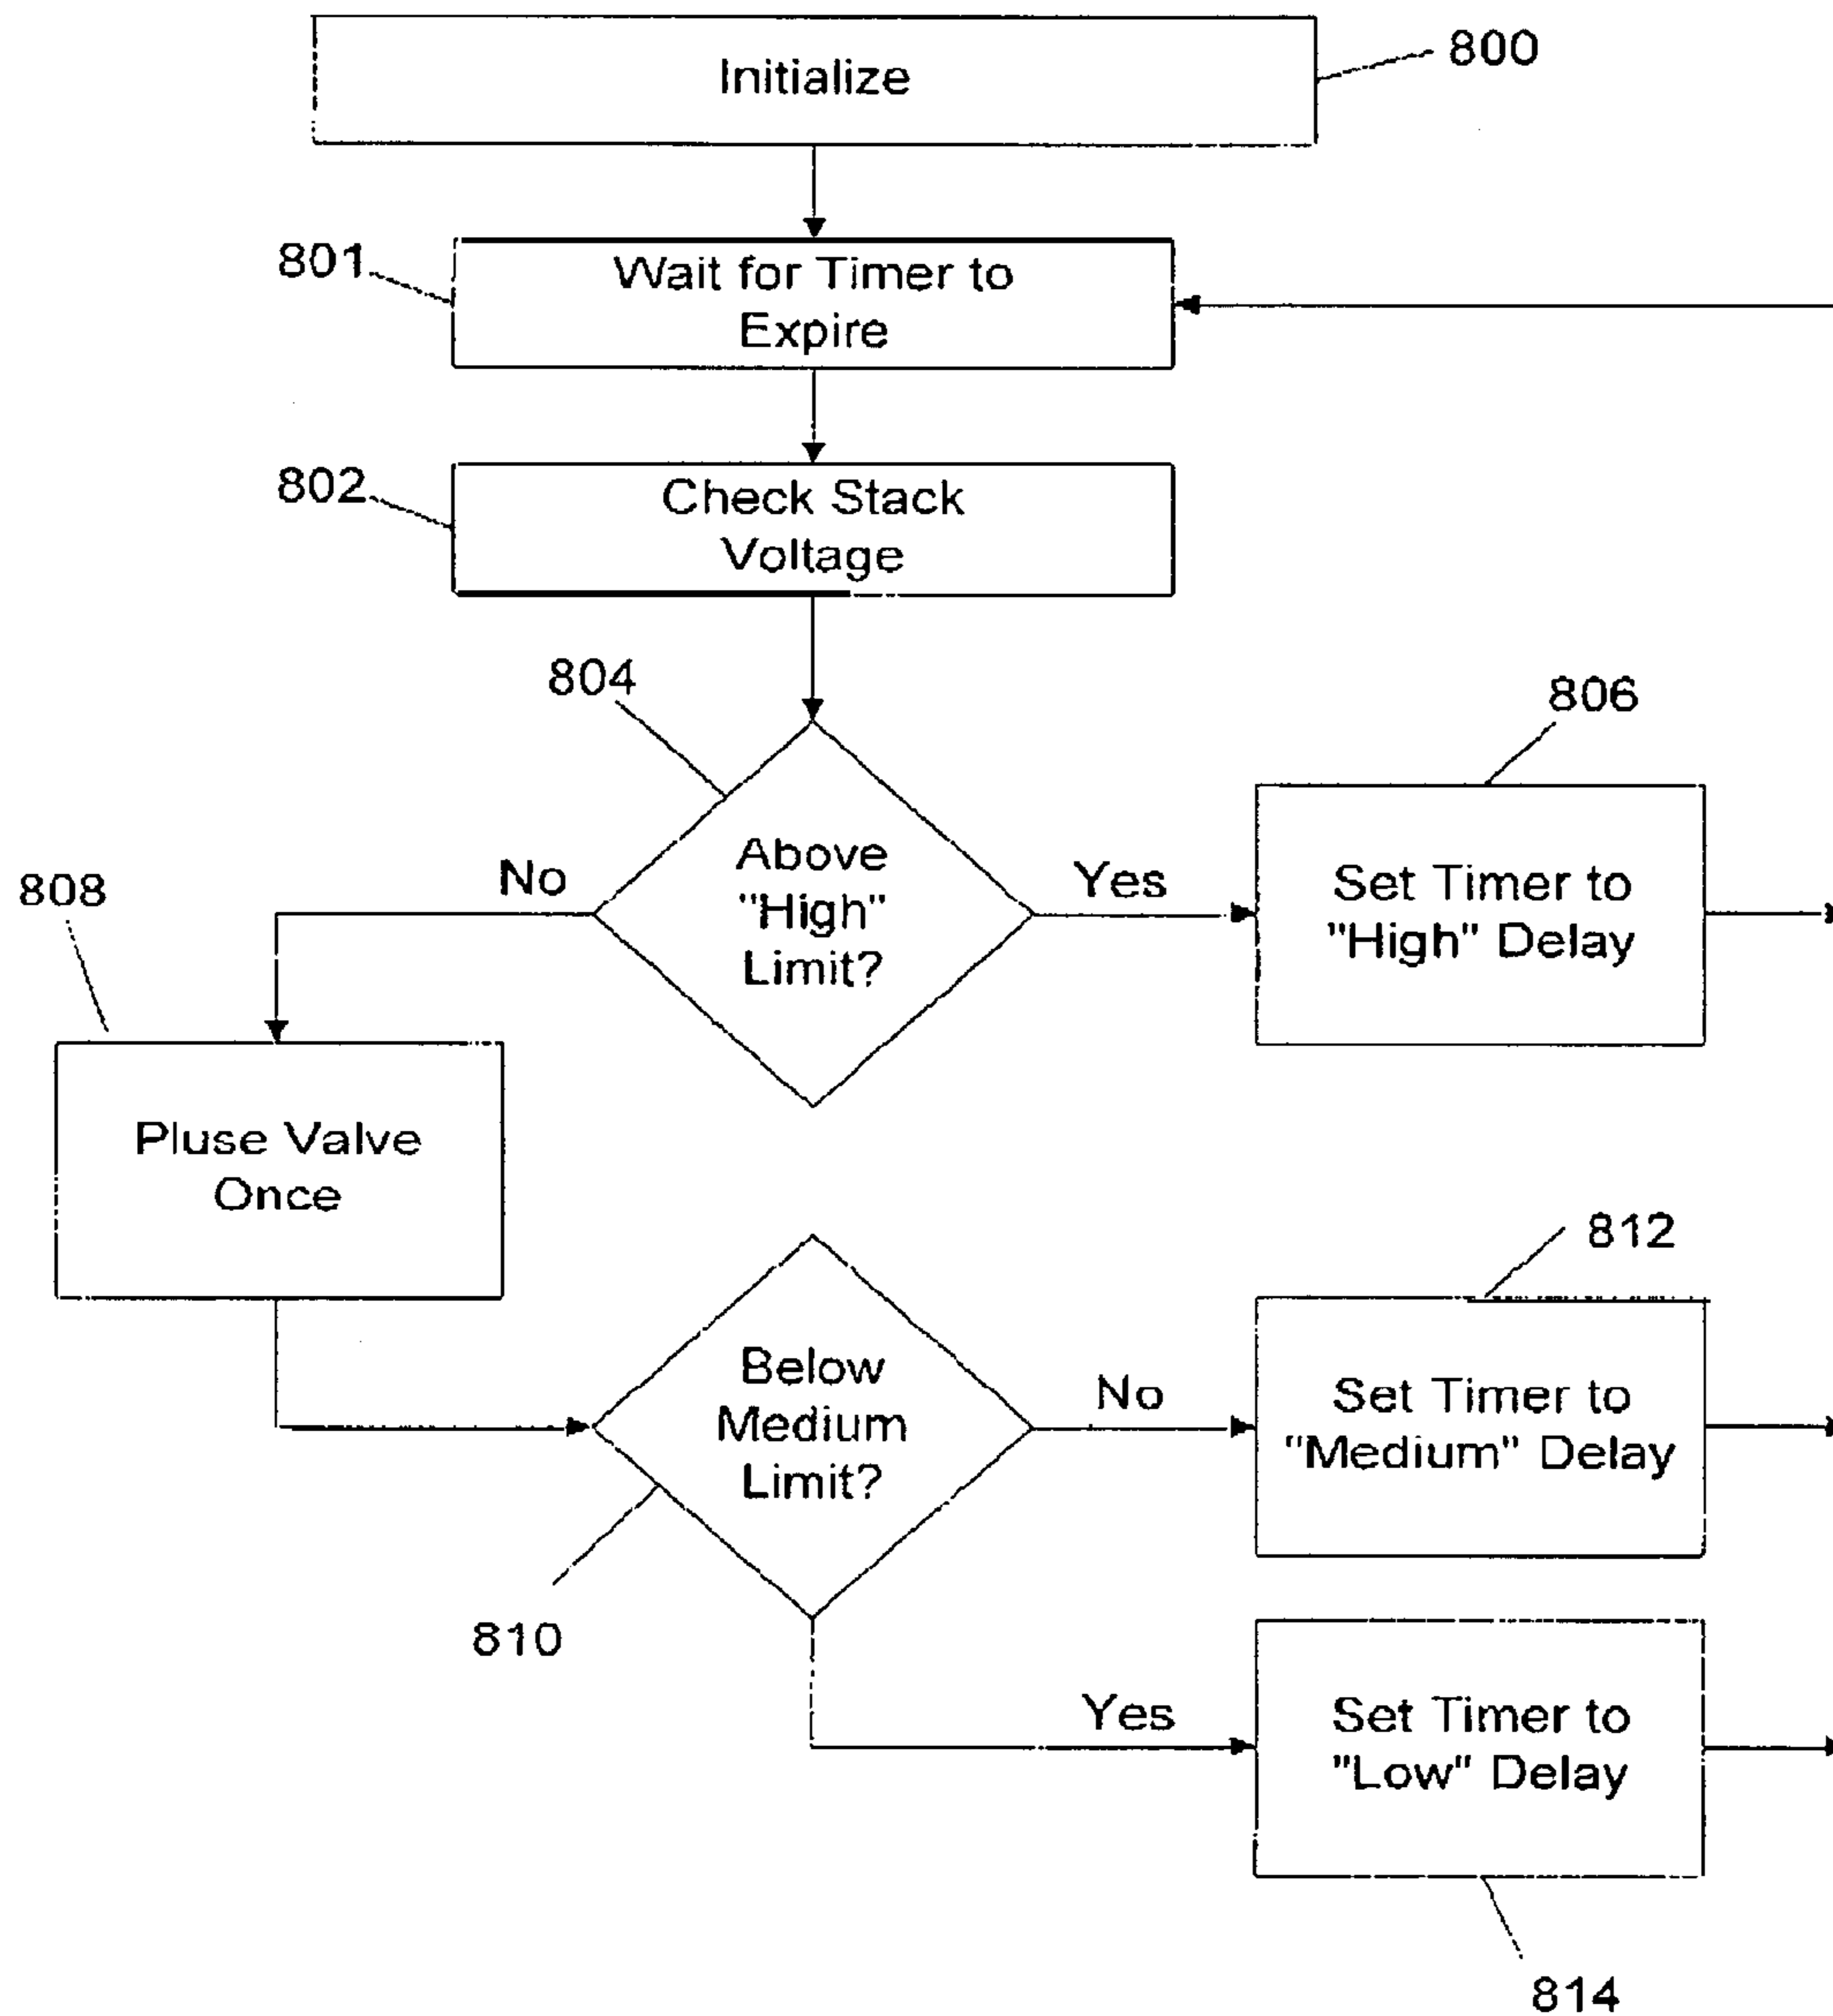 Initialize
800
801
Wait for Timer to
Expire
802
Check Stack
Voltage
804
806
Above
"High"
Limit?
No
Yes
Set Timer to
"High" Delay
808
Pluse Valve
Once
812
Below
Medium
Limit?
No
Set Timer to
"Medium" Delay
810
Yes
Set Timer to
"Low" Delay
814